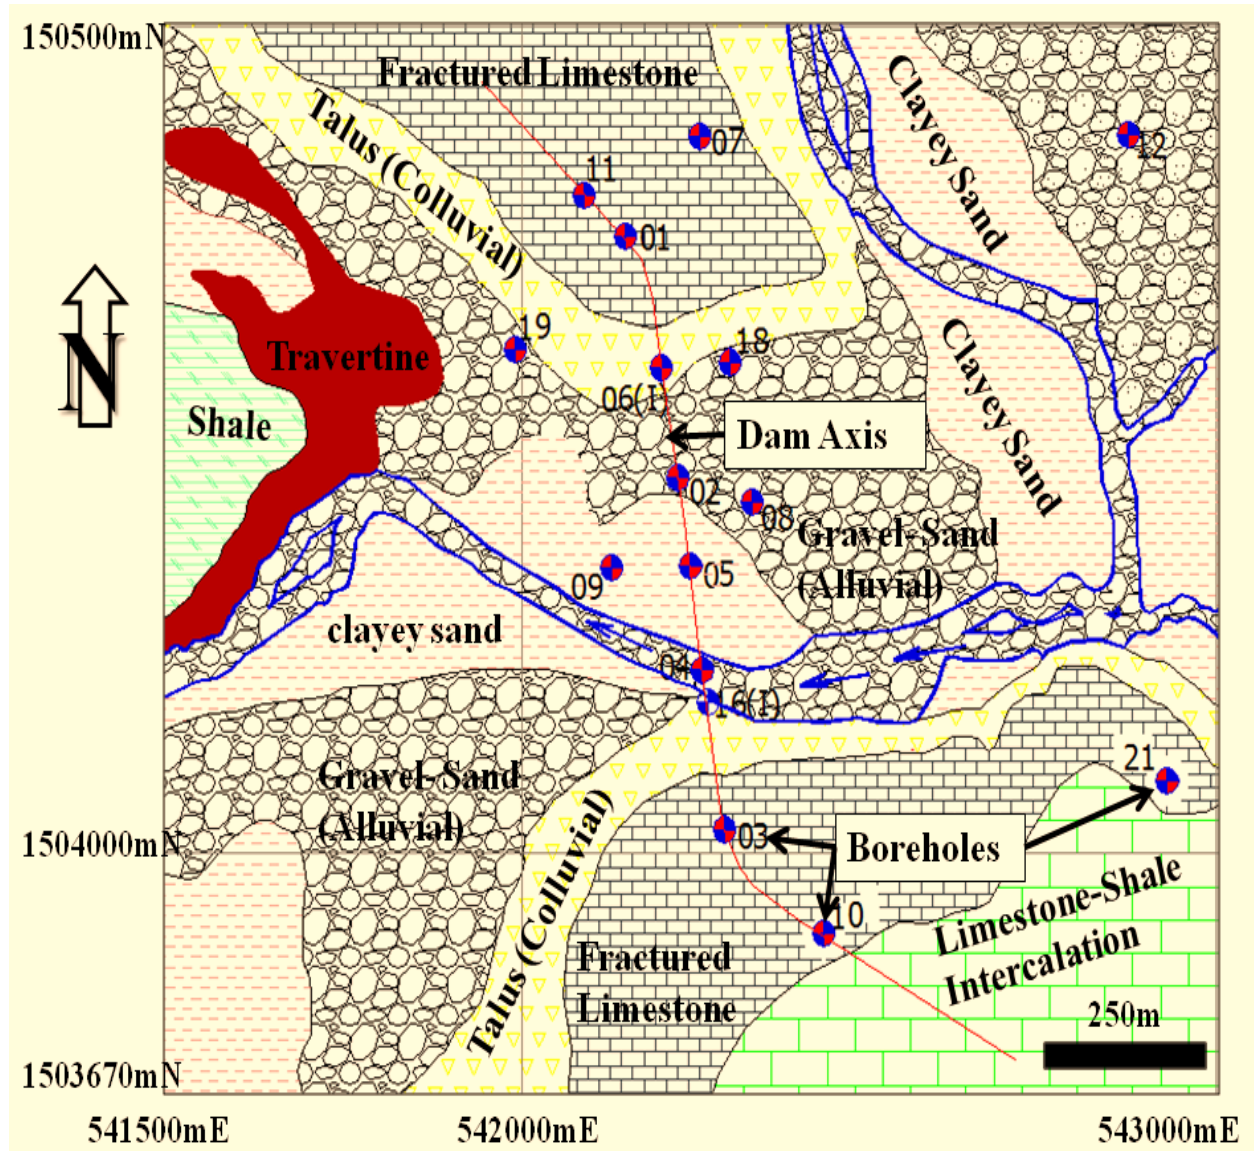 150500mN
Fractured Limestone
Clayey Sand
07
12
Talus (Colluvial)
11
01
19
18
N
Travertine
Clayey Sand
06(I)
Shale
Dam Axis
02
08
Gravel-Sand
(Alluvial)
05
09
clayey sand
04
16(I)
21
Gravel-Sand
(Alluvial)
1504000mN
03
Boreholes
Talus (Colluvial)
10
Limestone-Shale
Intercalation
Fractured
Limestone
250m
1503670mN
541500mE
542000mE
543000mE